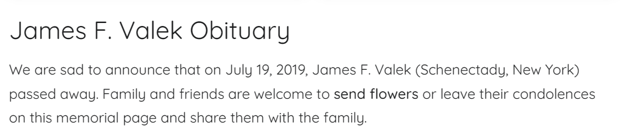 James F. Valek Obituary
We are sad to announce that on July 19, 2019, James F. Valek (Schenectady, New York)
passed away. Family and friends are welcome to send flowers or leave their condolences
on this memorial page and share them with the family.